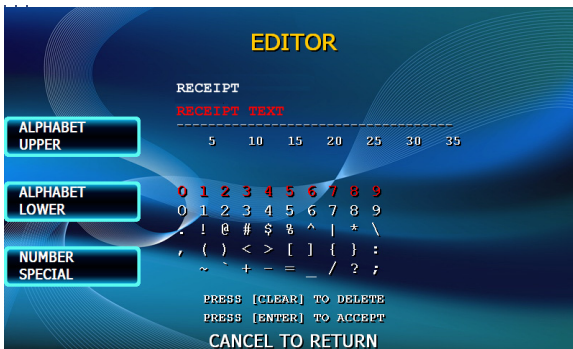 EDITOR
RECEIPT
RECEIPT TEXT
5 10 15 20 25 30 35
ALPHABET
UPPER
ALPHABET
LOWER
NUMBER
SPECIAL
0 1 2 3 4 5 6 7 8 9
0 1 2 3 4 5 6 7 8 9
. ! @ # $ % ^ | * \
, ( ) < > [ ] { } :
~ ` + - = _ / ? ;
PRESS [CLEAR] TO DELETE
PRESS [ENTER] TO ACCEPT
CANCEL TO RETURN